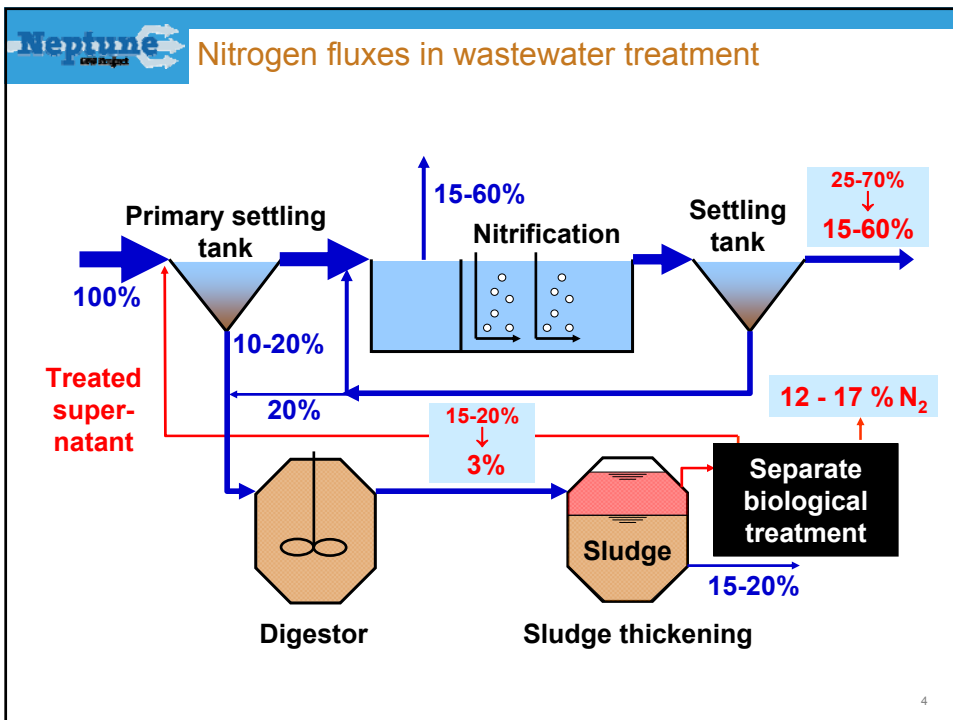 Neptune
Nitrogen fluxes in wastewater treatment
15-60%
25-70%
↓
15-60%
Primary settling
tank
Nitrification
Settling
tank
100%
10-20%
Treated
super-
natant
20%
15-20%
↓
3%
12 - 17 % N₂
Separate
biological
treatment
Sludge
15-20%
Digestor
Sludge thickening
4